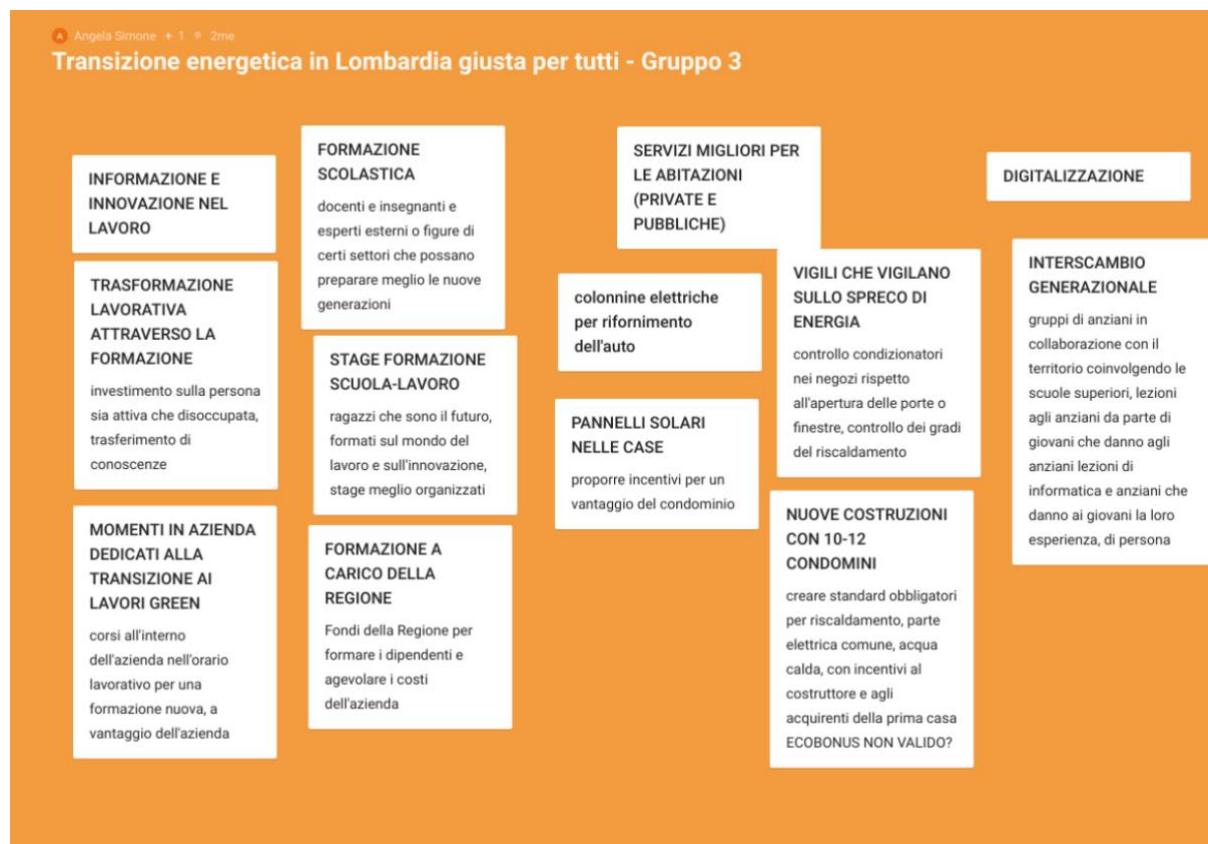 A Angela Simone + 1 2me
Transizione energetica in Lombardia giusta per tutti - Gruppo 3
INFORMAZIONE E
INNOVAZIONE NEL
LAVORO
TRASFORMAZIONE
LAVORATIVA
ATTRAVERSO LA
FORMAZIONE
investimento sulla persona
sia attiva che disoccupata,
trasferimento di
conoscenze
MOMENTI IN AZIENDA
DEDICATI ALLA
TRANSIZIONE AI
LAVORI GREEN
corsi all'interno
dell'azienda nell'orario
lavorativo per una
formazione nuova, a
vantaggio dell'azienda
FORMAZIONE
SCOLASTICA
docenti e insegnanti e
esperti esterni o figure di
certi settori che possano
preparare meglio le nuove
generazioni
STAGE FORMAZIONE
SCUOLA-LAVORO
ragazzi che sono il futuro,
formati sul mondo del
lavoro e sull'innovazione,
stage meglio organizzati
FORMAZIONE A
CARICO DELLA
REGIONE
Fondi della Regione per
formare i dipendenti e
agevolare i costi
dell'azienda
SERVIZI MIGLIORI PER
LE ABITAZIONI
(PRIVATE E
PUBBLICHE)
colonnine elettriche
per rifornimento
dell'auto
PANNELLI SOLARI
NELLE CASE
proporre incentivi per un
vantaggio del condominio
VIGILI CHE VIGILANO
SULLO SPRECO DI
ENERGIA
controllo condizionatori
nei negozi rispetto
all'apertura delle porte o
finestre, controllo dei gradi
del riscaldamento
NUOVE COSTRUZIONI
CON 10-12
CONDOMINI
creare standard obbligatori
per riscaldamento, parte
elettrica comune, acqua
calda, con incentivi al
costruttore e agli
acquirenti della prima casa
ECOBONUS NON VALIDO?
DIGITALIZZAZIONE
INTERSCAMBIO
GENERAZIONALE
gruppi di anziani in
collaborazione con il
territorio coinvolgendo le
scuole superiori, lezioni
agli anziani da parte di
giovani che danno agli
anziani lezioni di
informatica e anziani che
danno ai giovani la loro
esperienza, di persona